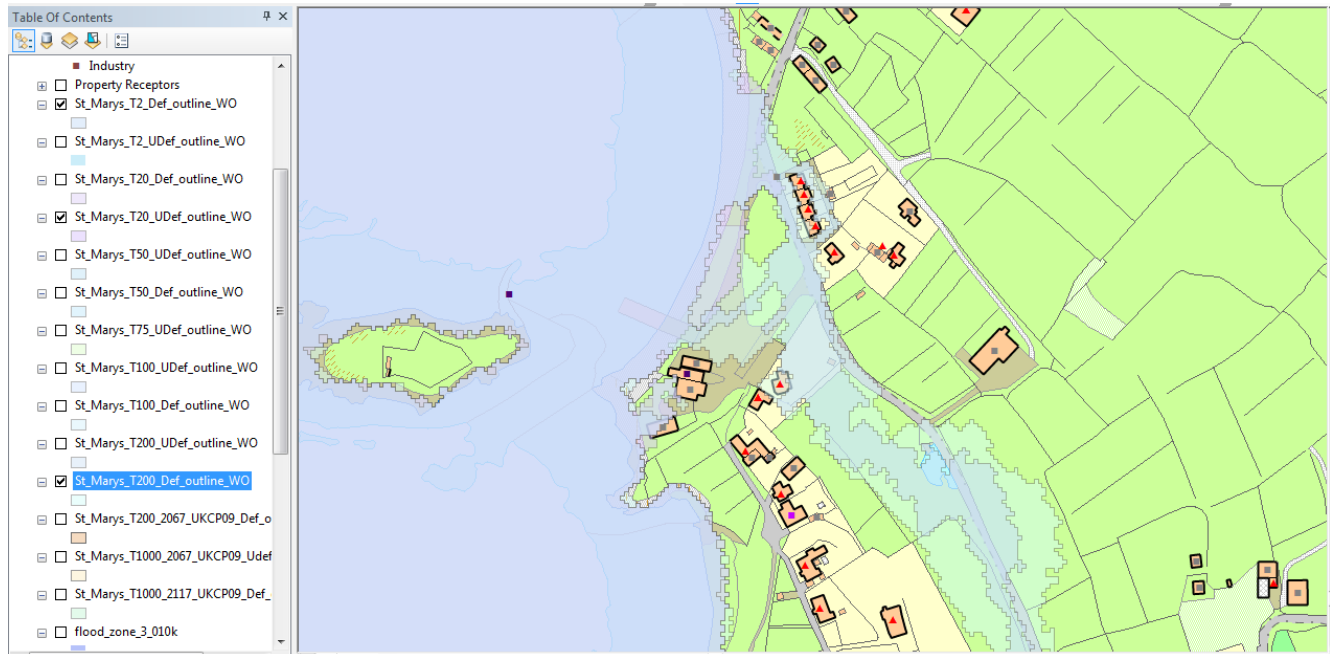 Table Of Contents
Industry
Property Receptors
St_Marys_T2_Def_outline_WO
St_Marys_T2_UDef_outline_WO
St_Marys_T20_Def_outline_WO
St_Marys_T20_UDef_outline_WO
St_Marys_T50_UDef_outline_WO
St_Marys_T50_Def_outline_WO
St_Marys_T75_UDef_outline_WO
St_Marys_T100_UDef_outline_WO
St_Marys_T100_Def_outline_WO
St_Marys_T200_UDef_outline_WO
St_Marys_T200_Def_outline_WO
St_Marys_T200_2067_UKCP09_Def_o
St_Marys_T1000_2067_UKCP09_Udef
St_Marys_T1000_2117_UKCP09_Def_
flood_zone_3_010k